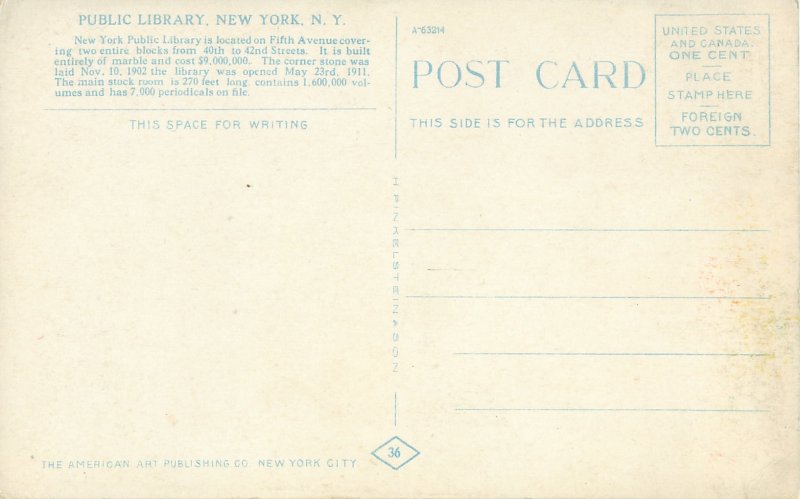 PUBLIC LIBRARY, NEW YORK, N. Y.
New York Public Library is located on Fifth Avenue cover-
ing two entire blocks from 40th to 42nd Streets. It is built
entirely of marble and cost $9,000,000. The corner stone was
laid Nov. 10, 1902 the library was opened May 23rd, 1911.
The main stock room is 270 feet long contains 1,600,000 vol-
umes and has 7,000 periodicals on file.
THIS SPACE FOR WRITING
A-63214
POST CARD
THIS SIDE IS FOR THE ADDRESS
UNITED STATES
AND CANADA.
ONE CENT
PLACE
STAMP HERE
FOREIGN
TWO CENTS.
H FINKELSTEIN & SON
THE AMERICAN ART PUBLISHING CO. NEW YORK CITY
36